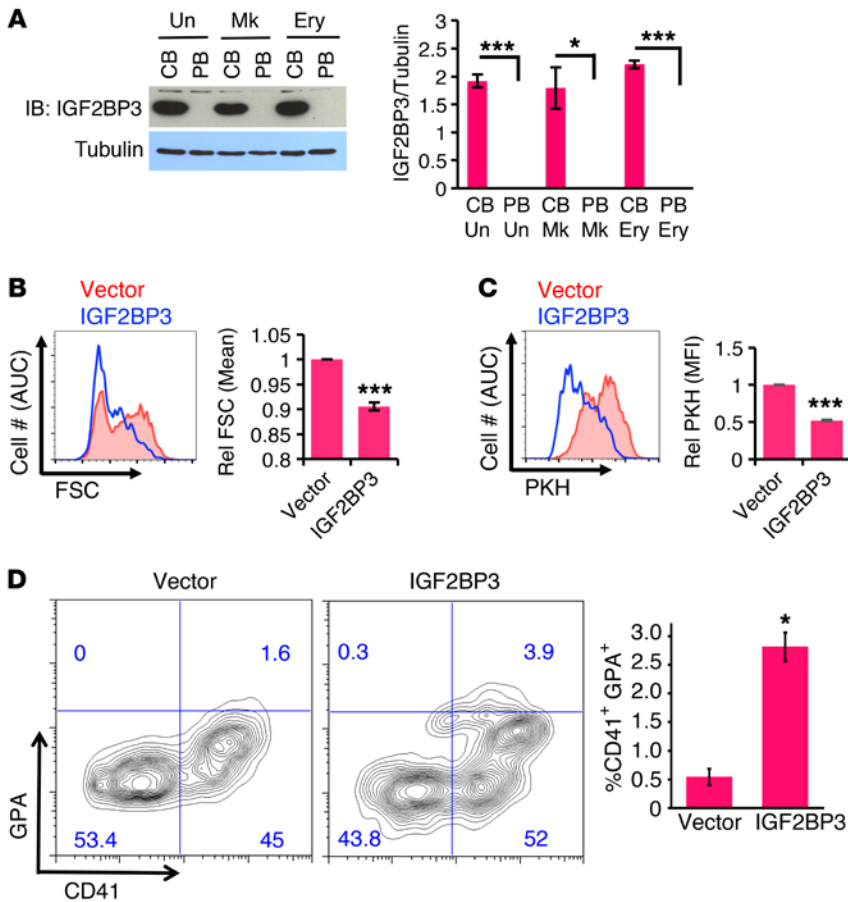 A
Un Mk Ery
CB PB CB PB CB PB
IB: IGF2BP3
Tubulin
IGF2BP3/Tubulin
2.5
2
1.5
1
0.5
0
*** * ***
CB PB CB PB CB PB
Un Un Mk Mk Ery Ery
B
Vector
IGF2BP3
Cell # (AUC)
FSC
Rel FSC (Mean)
1.05
1
0.95
0.9
0.85
0.8
***
Vector
IGF2BP3
C
Vector
IGF2BP3
Cell # (AUC)
PKH
Rel PKH (MFI)
1.5
1
0.5
0
***
Vector
IGF2BP3
D
Vector
0 1.6
53.4 45
GPA
CD41
IGF2BP3
0.3 3.9
43.8 52
%CD41+ GPA+
3.0
2.5
2.0
1.5
1.0
0.5
0
*
Vector IGF2BP3